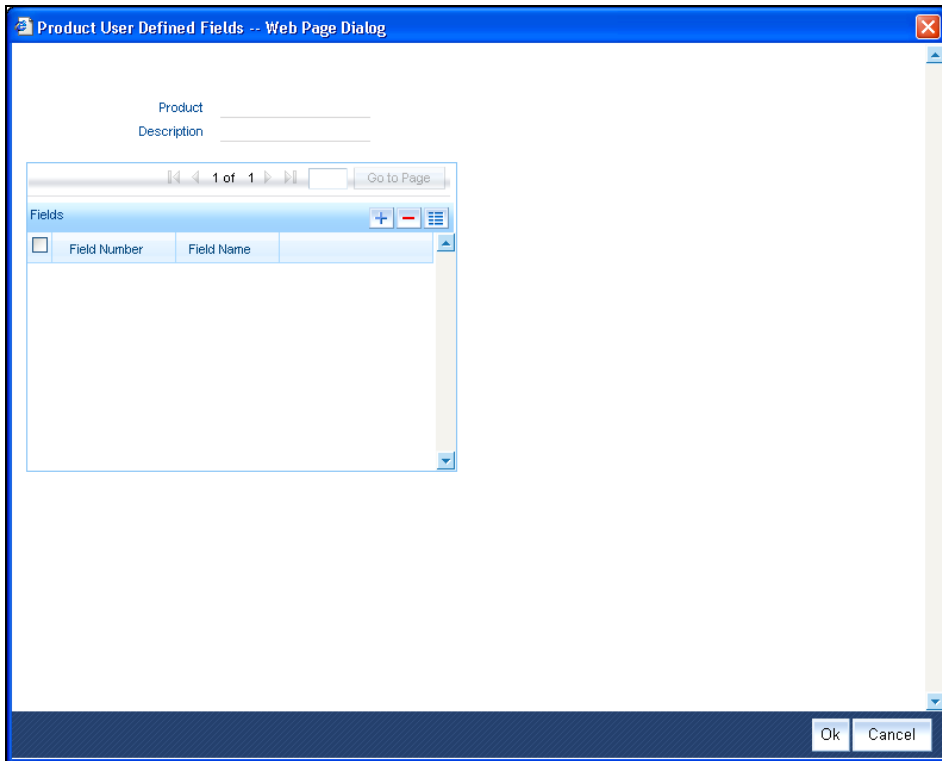 Product User Defined Fields -- Web Page Dialog
Product
Description
1 of 1 Go to Page
Fields
Field Number Field Name
Ok Cancel